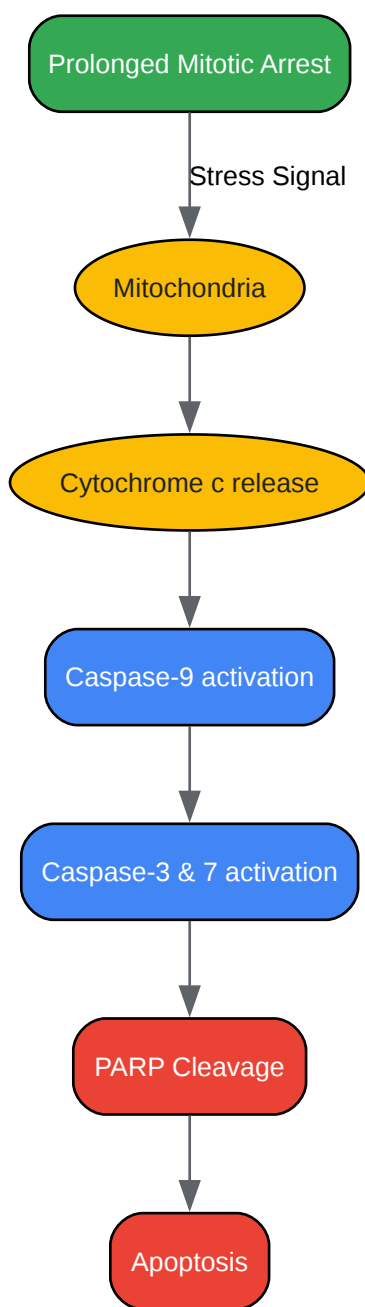 Prolonged Mitotic Arrest
Stress Signal
Mitochondria
Cytochrome c release
Caspase-9 activation
Caspase-3 & 7 activation
PARP Cleavage
Apoptosis